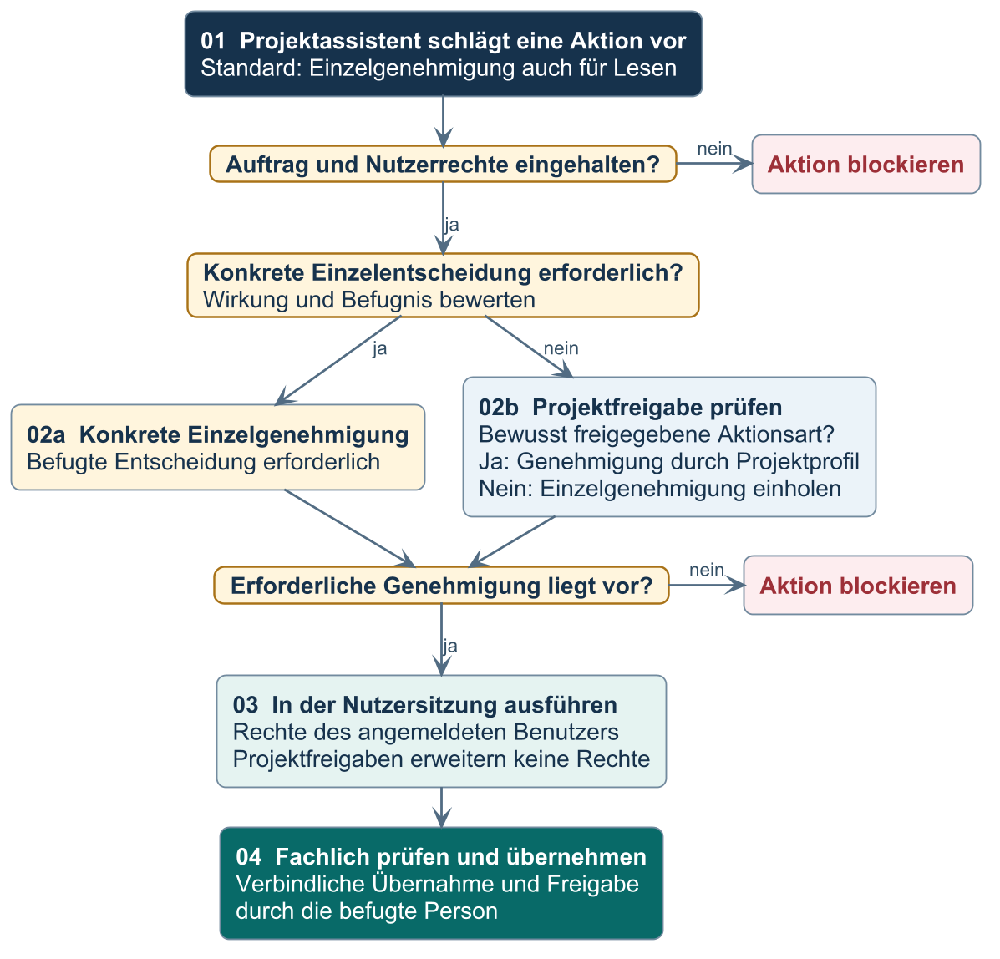 01  Projektassistent schlägt eine Aktion vor
Standard: Einzelgenehmigung auch für Lesen
Auftrag und Nutzerrechte eingehalten?
nein
Aktion blockieren
ja
Konkrete Einzelentscheidung erforderlich?
Wirkung und Befugnis bewerten
ja
nein
02a  Konkrete Einzelgenehmigung
Befugte Entscheidung erforderlich
02b  Projektfreigabe prüfen
Bewusst freigegebene Aktionsart?
Ja: Genehmigung durch Projektprofil
Nein: Einzelgenehmigung einholen
Erforderliche Genehmigung liegt vor?
nein
Aktion blockieren
ja
03  In der Nutzersitzung ausführen
Rechte des angemeldeten Benutzers
Projektfreigaben erweitern keine Rechte
04  Fachlich prüfen und übernehmen
Verbindliche Übernahme und Freigabe
durch die befugte Person